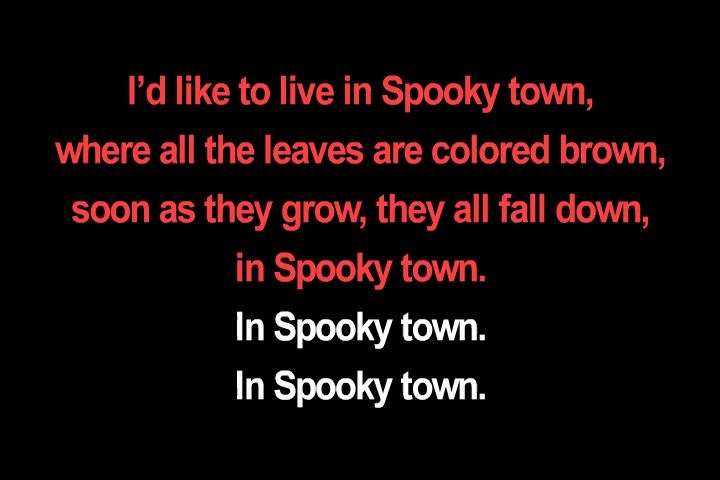 I’d like to live in Spooky town,
where all the leaves are colored brown,
soon as they grow, they all fall down,
in Spooky town.
In Spooky town.
In Spooky town.